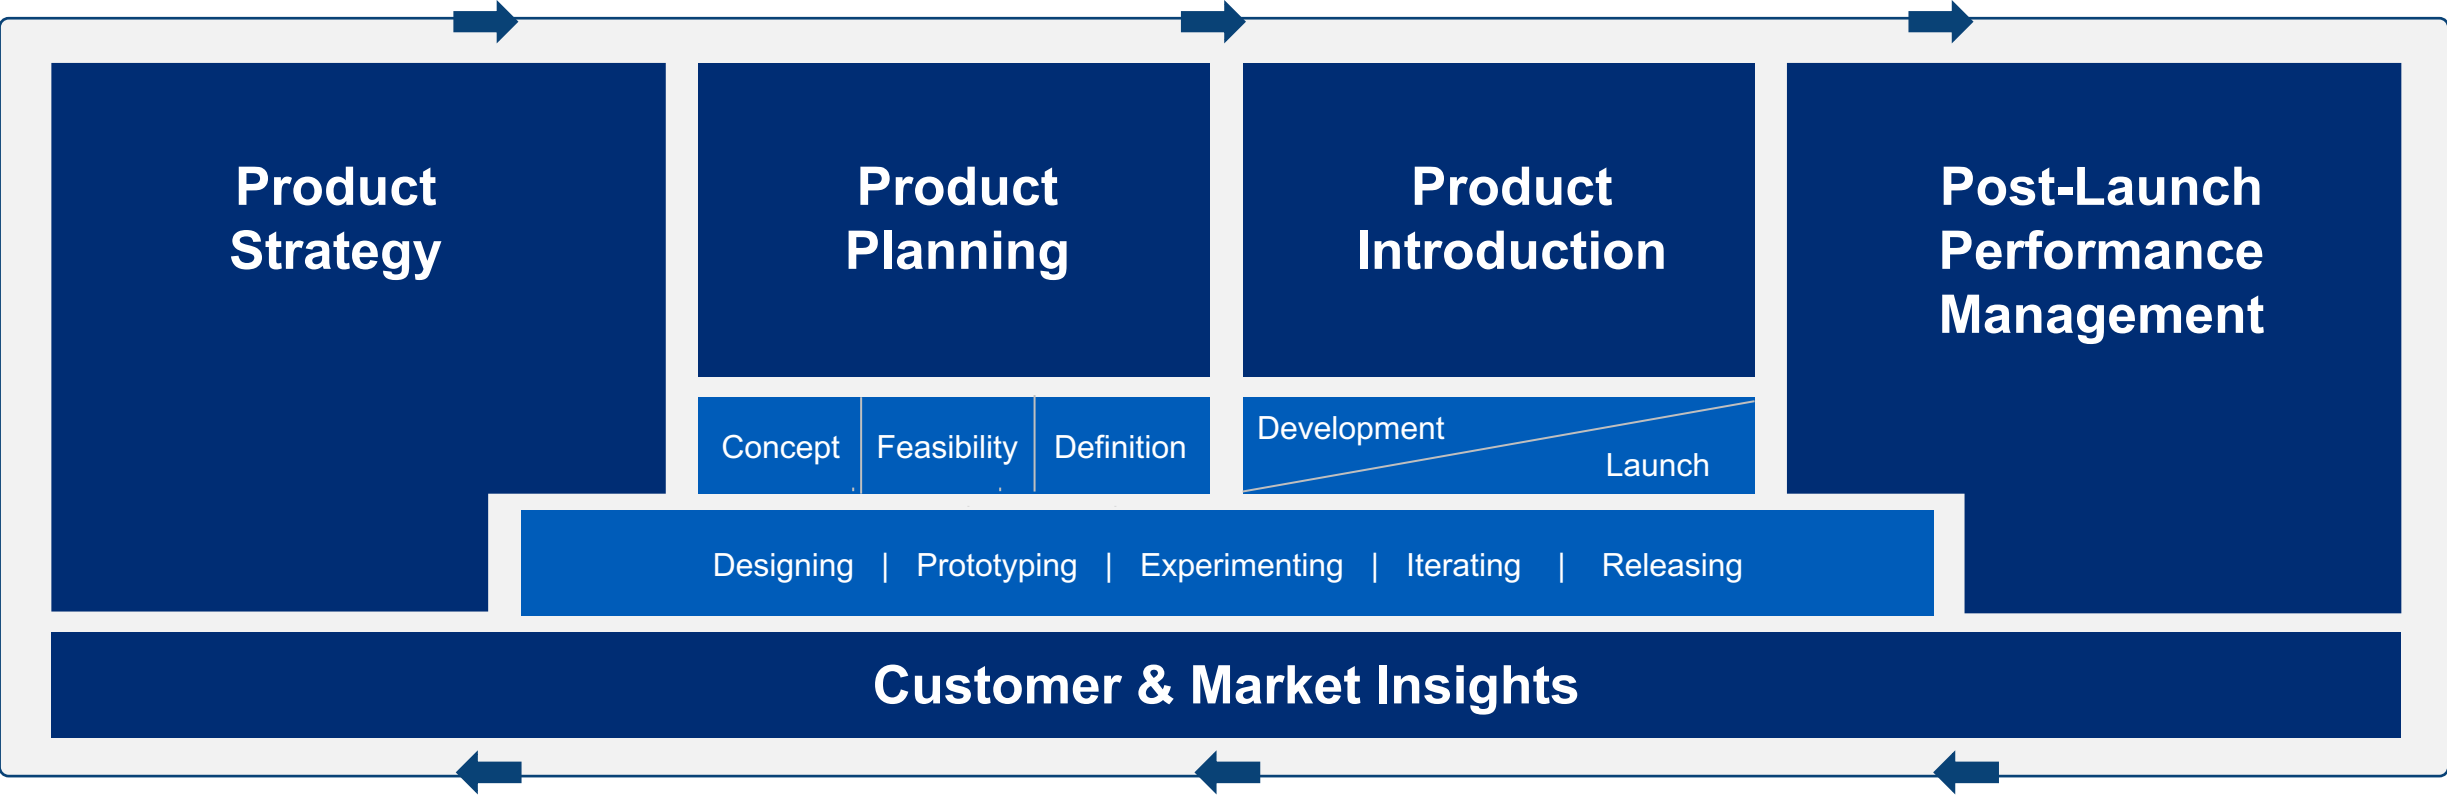 Product
Strategy
Product
Planning
Product
Introduction
Post-Launch
Performance
Management
Concept
Feasibility
Definition
Development
Launch
Designing | Prototyping | Experimenting | Iterating | Releasing
Customer & Market Insights